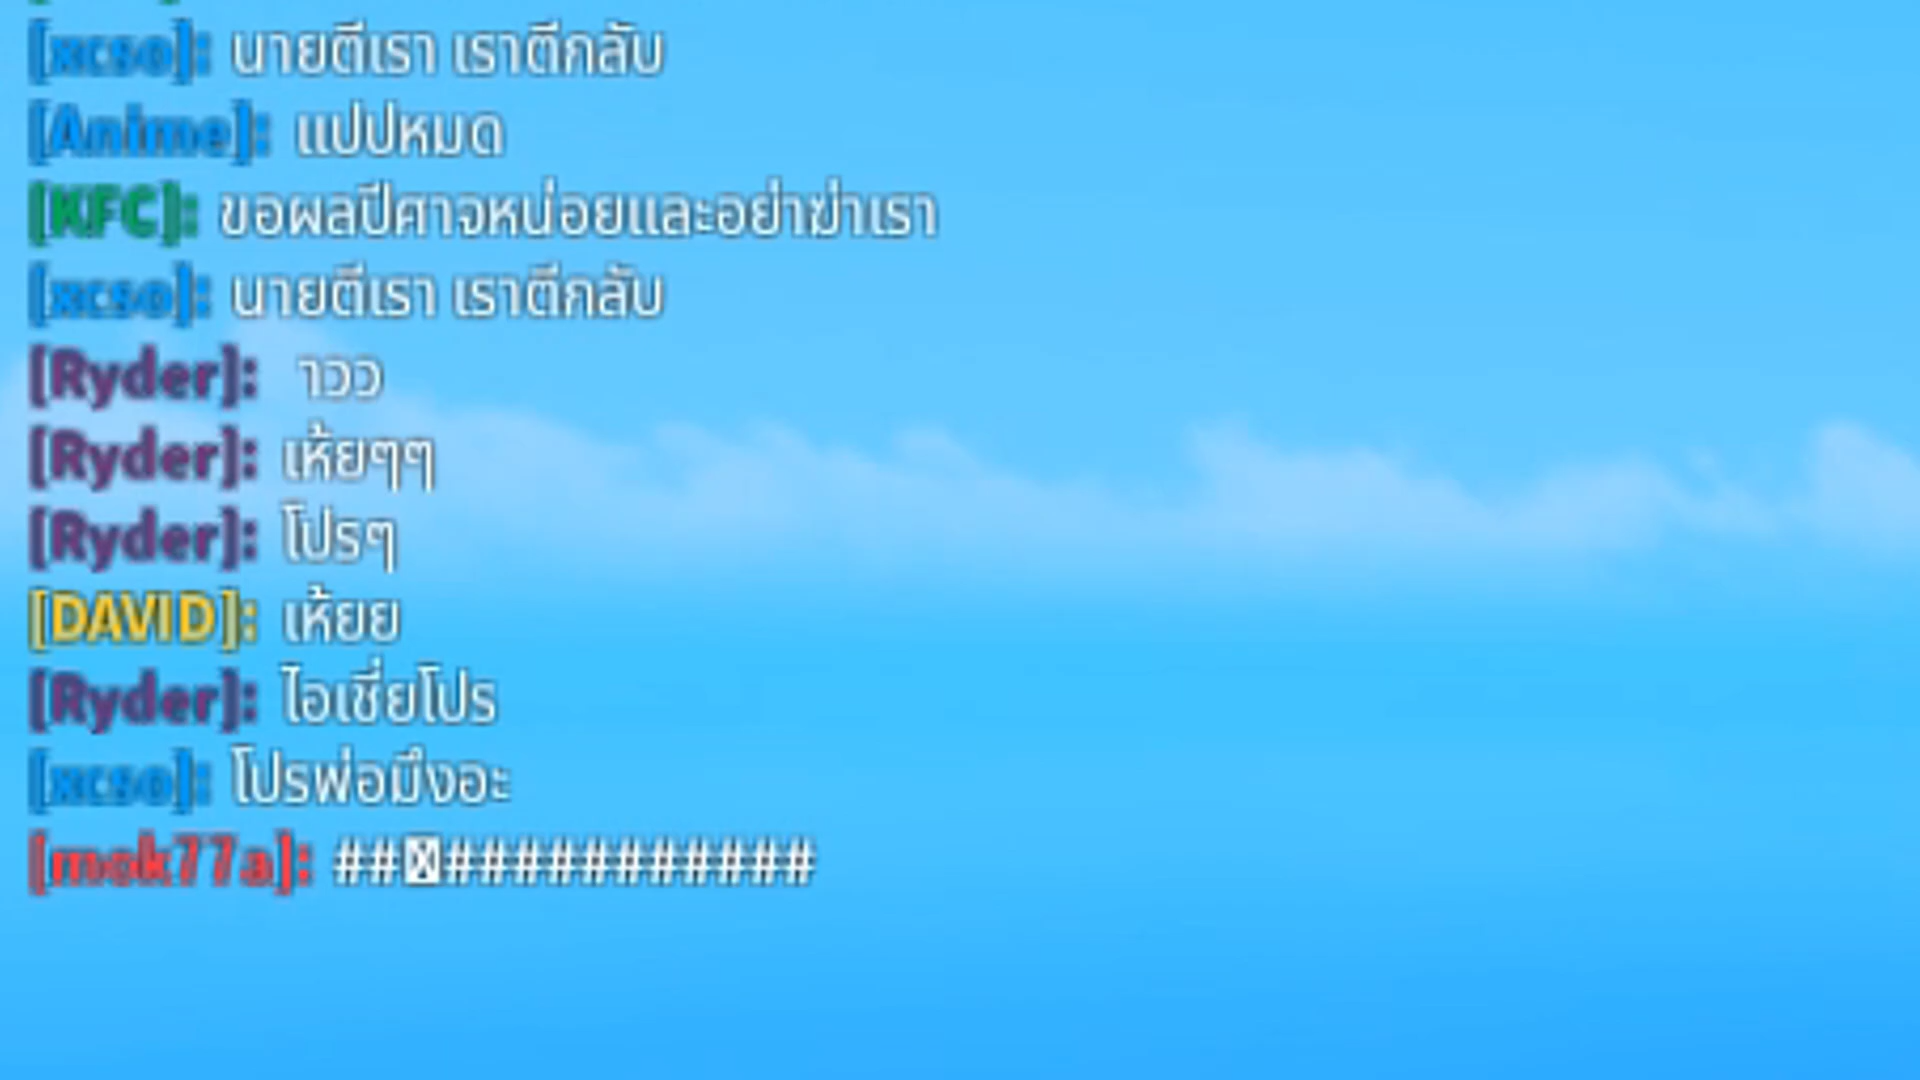 [xcso]: นายตีเรา เราตีกลับ
[Anime]: แปปหมด
[KFC]: ขอผลปีศาจหน่อยและอย่าฆ่าเรา
[xcso]: นายตีเรา เราตีกลับ
[Ryder]: าวว
[Ryder]: เห้ยๆๆ
[Ryder]: โปรๆ
[DAVID]: เห้ยย
[Ryder]: ไอเชี่ยโปร
[xcso]: โปรพ่อมึงอะ
[mok77a]: ##☒###########